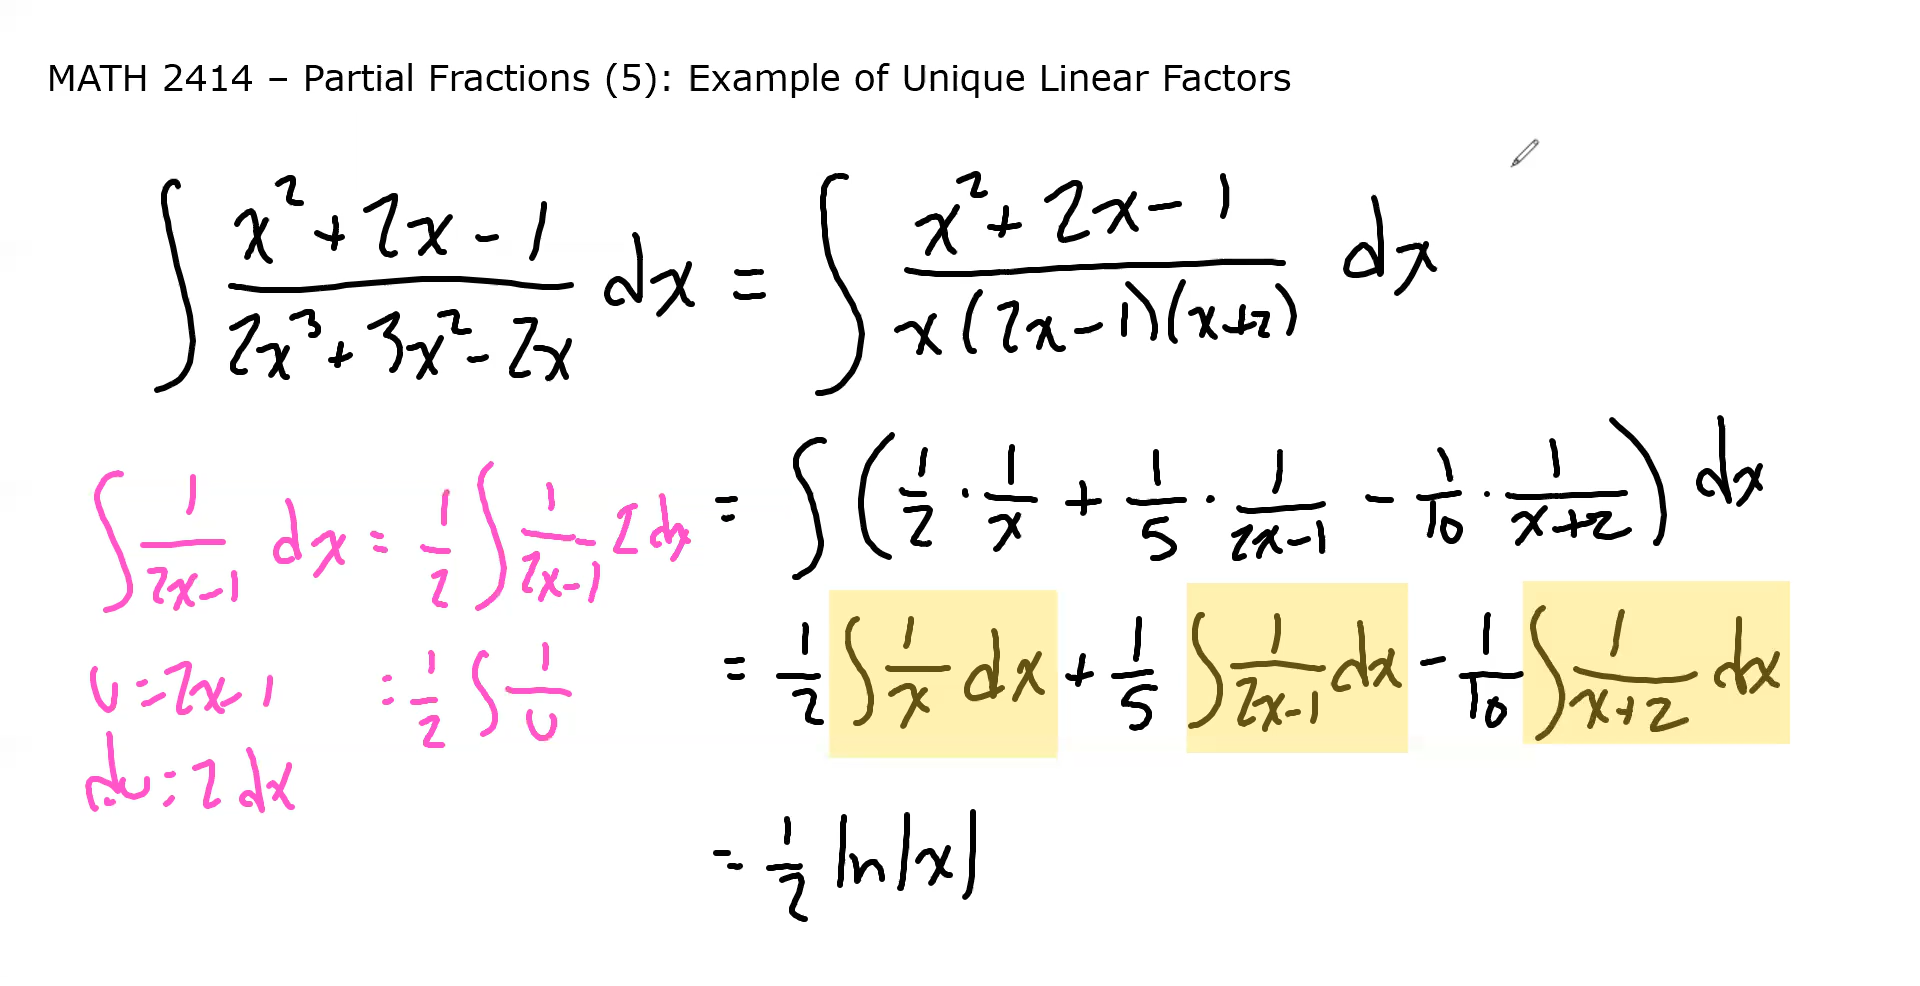 MATH 2414 – Partial Fractions (5): Example of Unique Linear Factors
∫ (x² + 2x − 1)/(2x³ + 3x² − 2x) dx = ∫ (x² + 2x − 1)/(x(2x−1)(x+2)) dx
= ∫ (1/2 · 1/x + 1/5 · 1/(2x−1) − 1/10 · 1/(x+2)) dx
= 1/2 ∫ 1/x dx + 1/5 ∫ 1/(2x−1) dx − 1/10 ∫ 1/(x+2) dx
= 1/2 ln|x|
∫ 1/(2x−1) dx = 1/2 ∫ 1/(2x−1) 2dx
u = 2x−1 = 1/2 ∫ 1/u
du = 2 dx